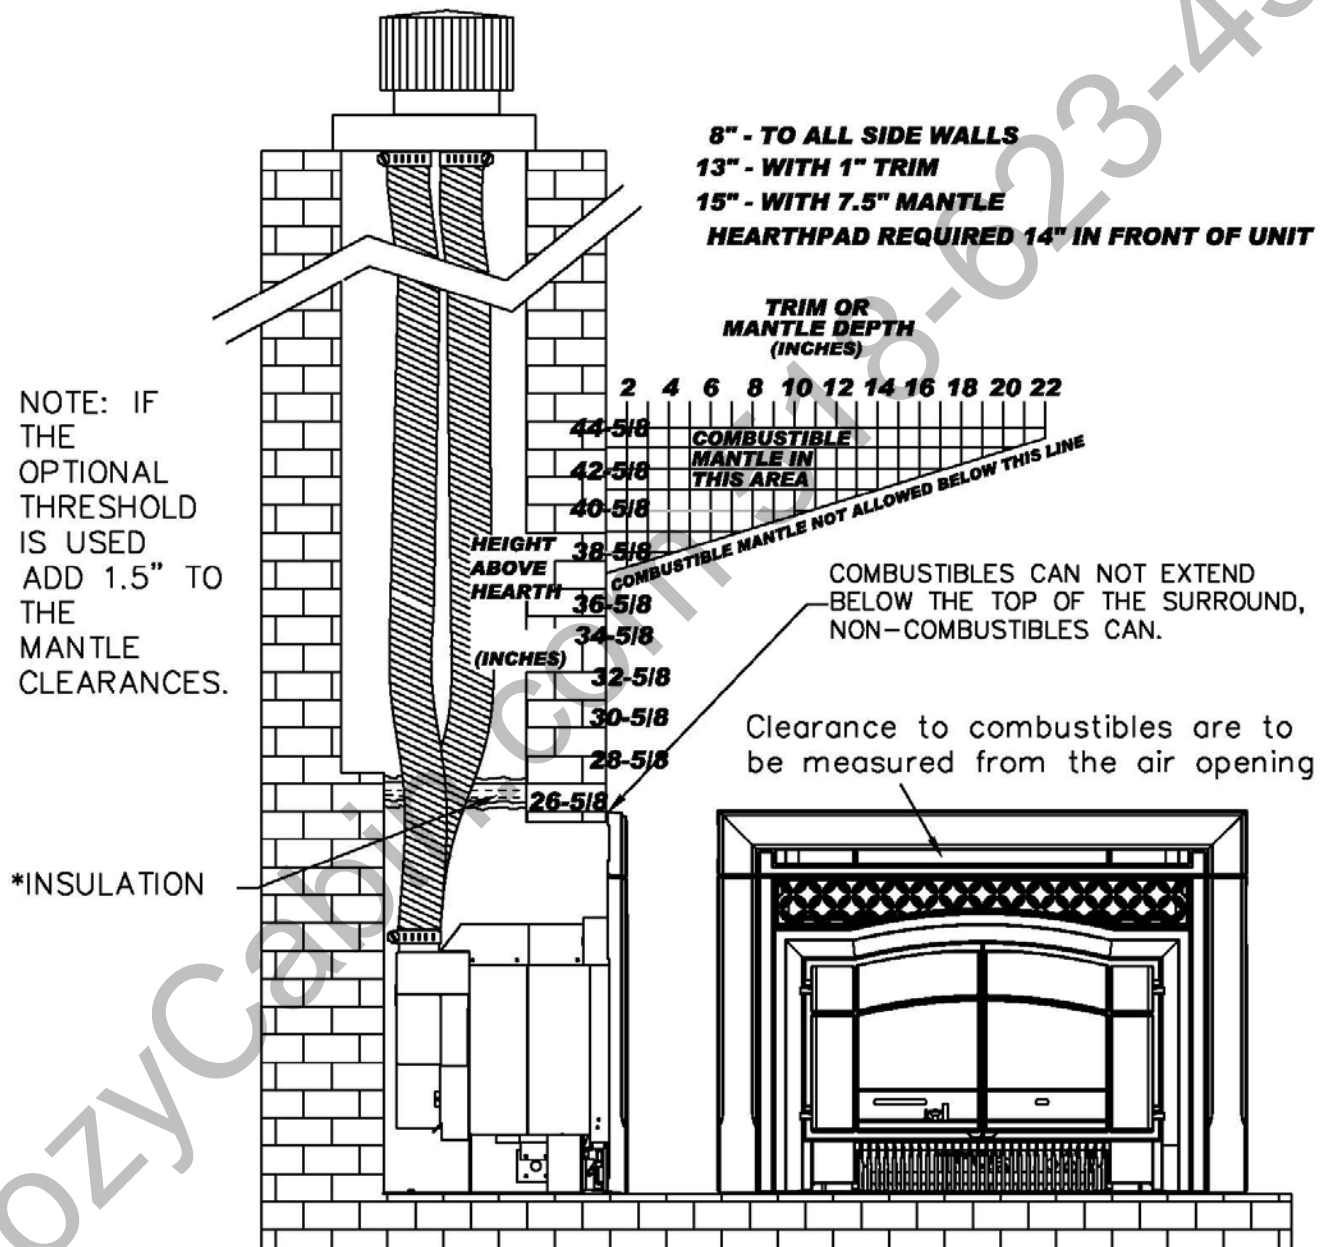 8" - TO ALL SIDE WALLS
13" - WITH 1" TRIM
15" - WITH 7.5" MANTLE
HEARTHPAD REQUIRED 14" IN FRONT OF UNIT
TRIM OR
MANTLE DEPTH
(INCHES)
2 4 6 8 10 12 14 16 18 20 22
44-5/8
42-5/8
40-5/8
38-5/8
36-5/8
34-5/8
32-5/8
30-5/8
28-5/8
26-5/8
COMBUSTIBLE
MANTLE IN
THIS AREA
COMBUSTIBLE MANTLE NOT ALLOWED BELOW THIS LINE
HEIGHT
ABOVE
HEARTH
(INCHES)
NOTE: IF
THE
OPTIONAL
THRESHOLD
IS USED
ADD 1.5" TO
THE
MANTLE
CLEARANCES.
COMBUSTIBLES CAN NOT EXTEND
BELOW THE TOP OF THE SURROUND,
NON-COMBUSTIBLES CAN.
Clearance to combustibles are to
be measured from the air opening
*INSULATION
ozyCabin.com 518-623-4